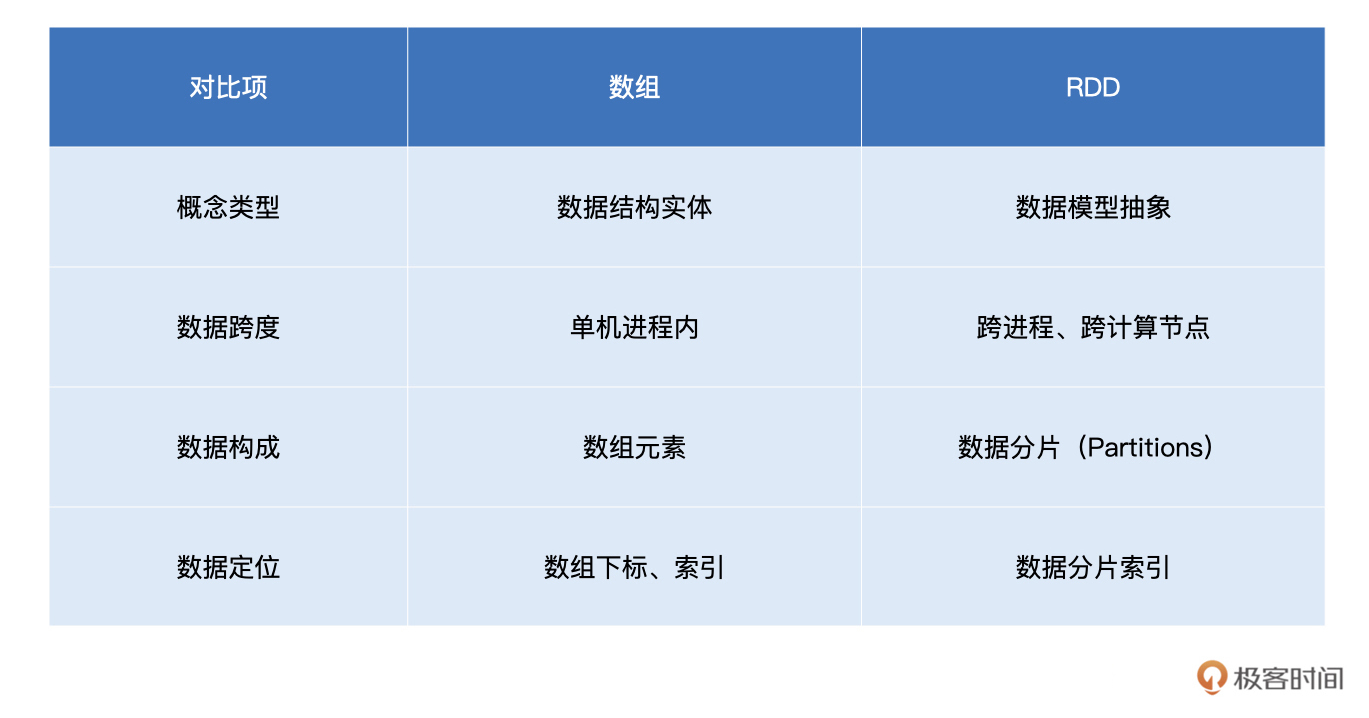 对比项 数组 RDD
概念类型 数据结构实体 数据模型抽象
数据跨度 单机进程内 跨进程、跨计算节点
数据构成 数组元素 数据分片（Partitions）
数据定位 数组下标、索引 数据分片索引
极客时间